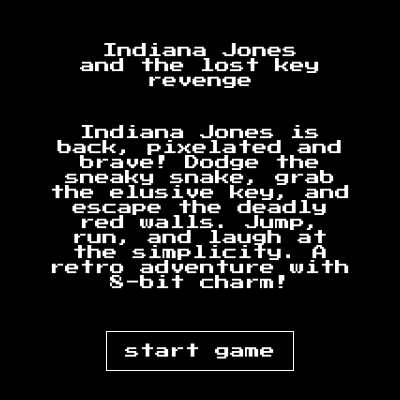 Indiana Jones
and the lost key
revenge
Indiana Jones is
back, pixelated and
brave! Dodge the
sneaky snake, grab
the elusive key, and
escape the deadly
red walls. Jump,
run, and laugh at
the simplicity. A
retro adventure with
8-bit charm!
start game